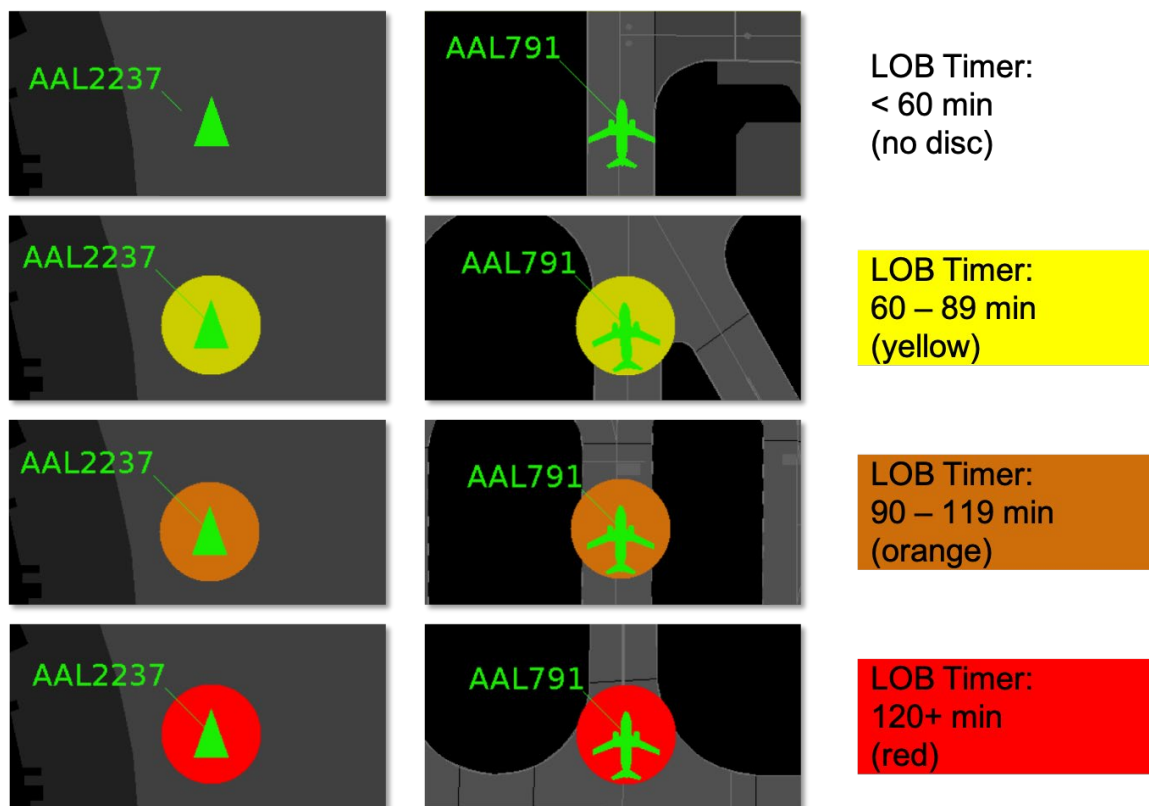 AAL2237
AAL791
LOB Timer:
< 60 min
(no disc)
AAL2237
AAL791
LOB Timer:
60 – 89 min
(yellow)
AAL2237
AAL791
LOB Timer:
90 – 119 min
(orange)
AAL2237
AAL791
LOB Timer:
120+ min
(red)